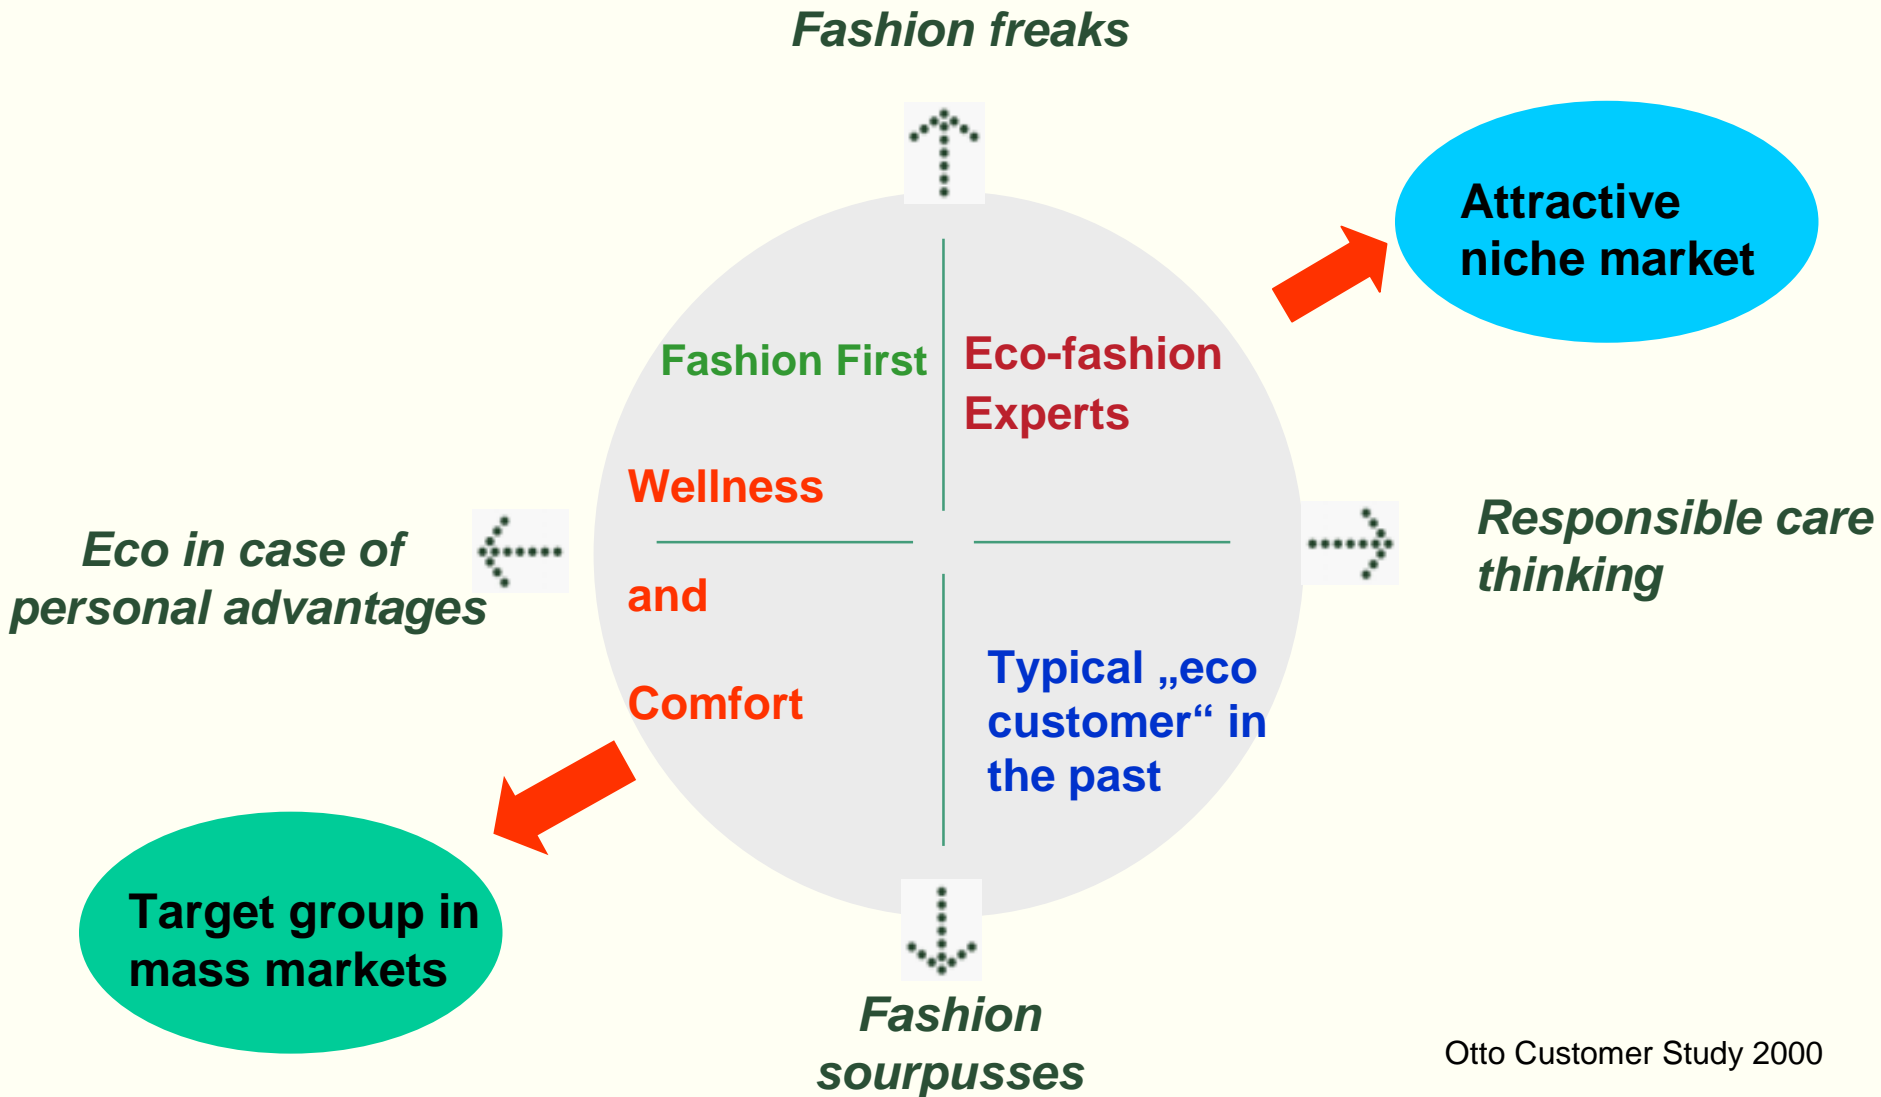 Fashion freaks
Attractive
niche market
Fashion First
Eco-fashion
Experts
Wellness
and
Comfort
Eco in case of
personal advantages
Responsible care
thinking
Typical „eco
customer“ in
the past
Target group in
mass markets
Fashion
sourpusses
Otto Customer Study 2000